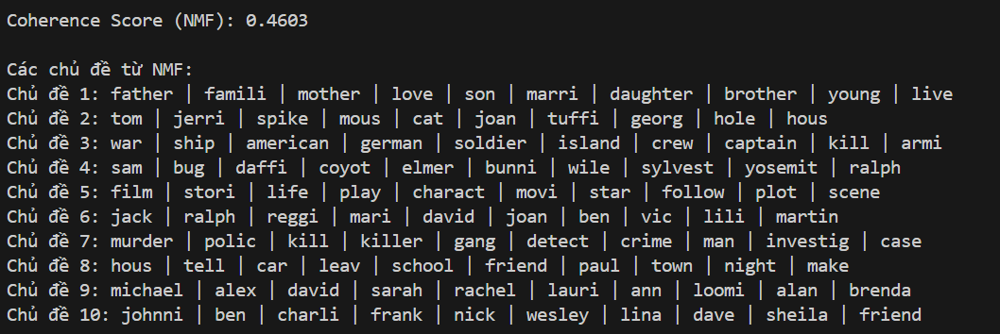 Coherence Score (NMF): 0.4603
Các chủ đề từ NMF:
Chủ đề 1: father | famili | mother | love | son | marri | daughter | brother | young | live
Chủ đề 2: tom | jerri | spike | mous | cat | joan | tuffi | georg | hole | hous
Chủ đề 3: war | ship | american | german | soldier | island | crew | captain | kill | armi
Chủ đề 4: sam | bug | daffi | coyot | elmer | bunni | wile | sylvest | yosemit | ralph
Chủ đề 5: film | stori | life | play | charact | movi | star | follow | plot | scene
Chủ đề 6: jack | ralph | reggi | mari | david | joan | ben | vic | lili | martin
Chủ đề 7: murder | polic | kill | killer | gang | detect | crime | man | investig | case
Chủ đề 8: hous | tell | car | leav | school | friend | paul | town | night | make
Chủ đề 9: michael | alex | david | sarah | rachel | lauri | ann | loomi | alan | brenda
Chủ đề 10: johnni | ben | charli | frank | nick | wesley | lina | dave | sheila | friend